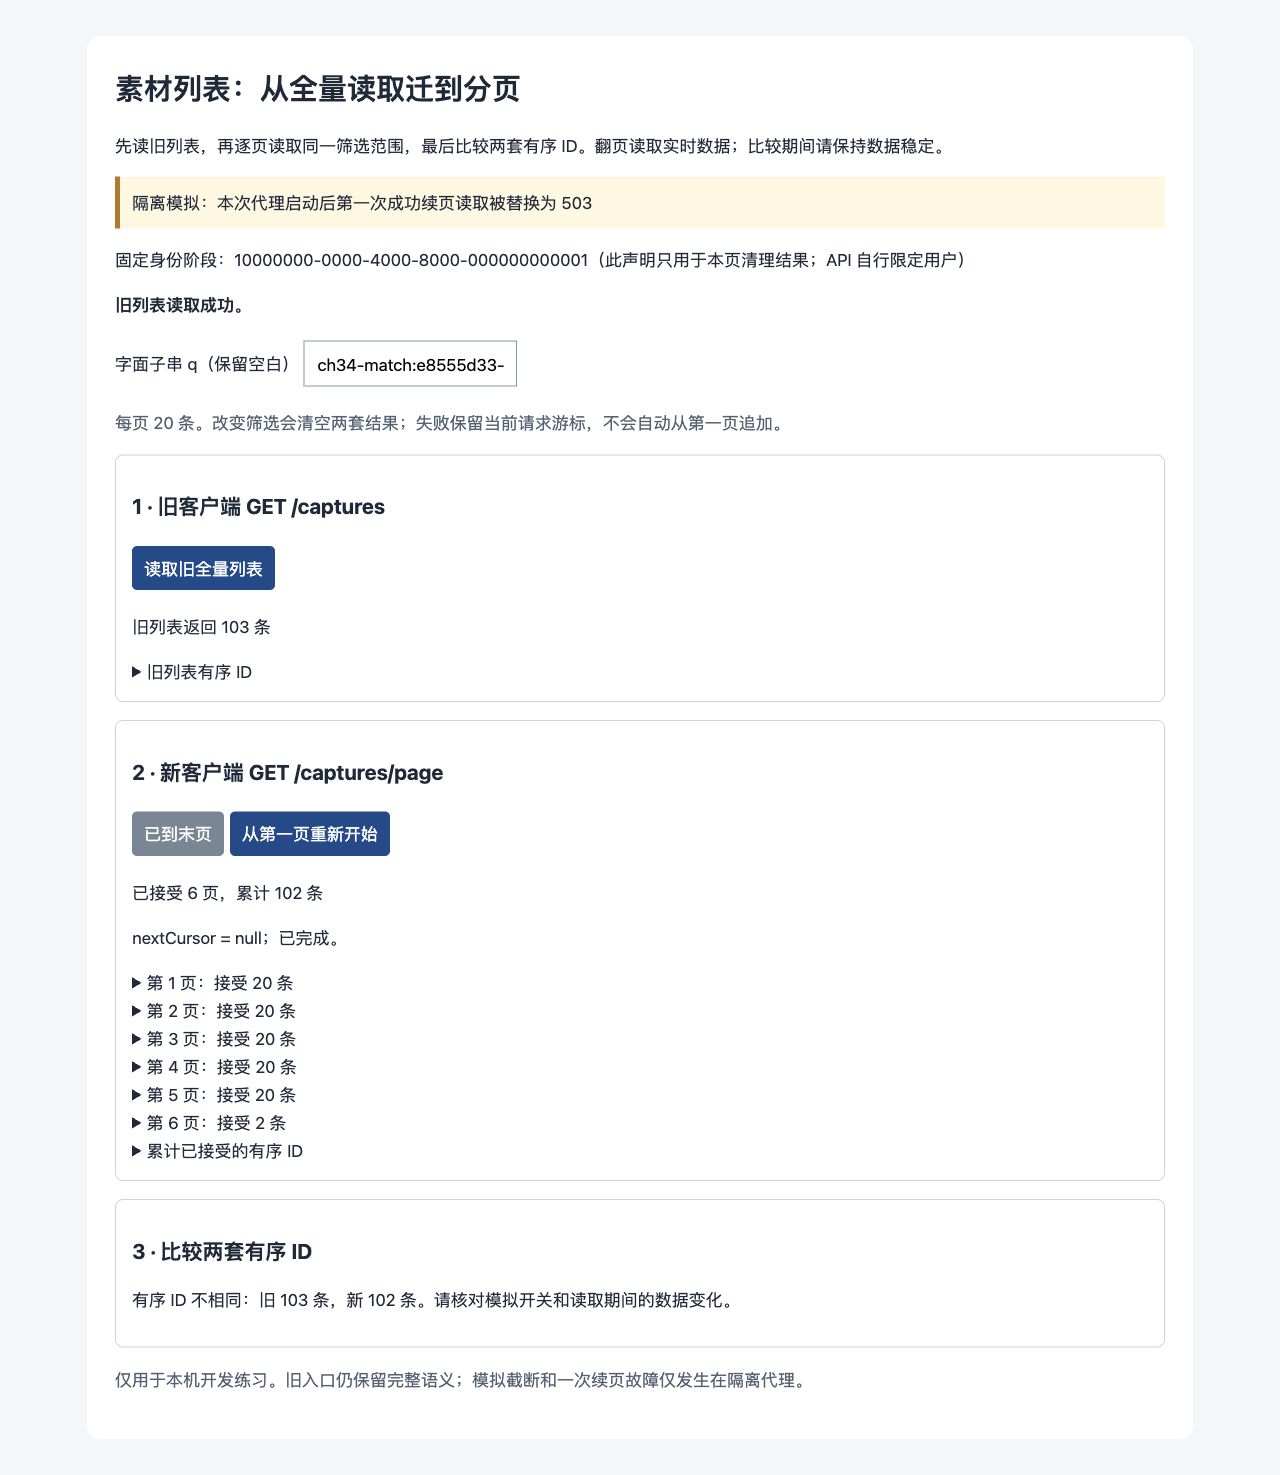 素材列表：从全量读取迁到分页
先读旧列表，再逐页读取同一筛选范围，最后比较两套有序 ID。翻页读取实时数据；比较期间请保持数据稳定。
隔离模拟：本次代理启动后第一次成功续页读取被替换为 503
固定身份阶段：10000000-0000-4000-8000-000000000001（此声明只用于本页清理结果；API 自行限定用户）
旧列表读取成功。
字面子串 q（保留空白） ch34-match:e8555d33-
每页 20 条。改变筛选会清空两套结果；失败保留当前请求游标，不会自动从第一页追加。
1 · 旧客户端 GET /captures
读取旧全量列表
旧列表返回 103 条
▶ 旧列表有序 ID
2 · 新客户端 GET /captures/page
已到末页 从第一页重新开始
已接受 6 页，累计 102 条
nextCursor = null；已完成。
▶ 第 1 页：接受 20 条
▶ 第 2 页：接受 20 条
▶ 第 3 页：接受 20 条
▶ 第 4 页：接受 20 条
▶ 第 5 页：接受 20 条
▶ 第 6 页：接受 2 条
▶ 累计已接受的有序 ID
3 · 比较两套有序 ID
有序 ID 不相同：旧 103 条，新 102 条。请核对模拟开关和读取期间的数据变化。
仅用于本机开发练习。旧入口仍保留完整语义；模拟截断和一次续页故障仅发生在隔离代理。